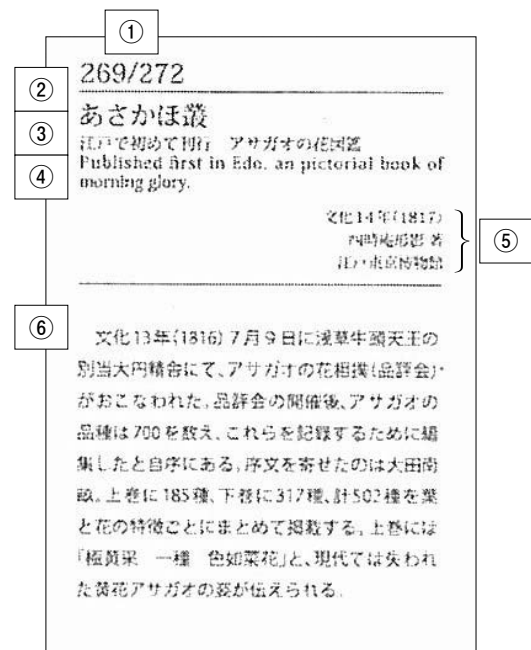 ①
② 269/272
③ あさかほ叢
江戸で初めて刊行 アサガオの花図鑑
④ Published first in Edo, an pictorial book of
morning glory.
文化14年(1817)
四時庵形影 著
江戸東京博物館
⑤
⑥
文化13年(1816)7月9日に浅草牛頭天王の
別当大円精舎にて、アサガオの花相撲(品評会)
がおこなわれた。品評会の開催後、アサガオの
品種は700を数え、これらを記録するために編
集したと自序にある。序文を寄せたのは大田南
畝。上巻に185種、下巻に317種、計502種を葉
と花の特徴ごとにまとめて掲載する。上巻には
「極黄采 一種 色如菜花」と、現代では失われ
た黄花アサガオの姿が伝えられる。